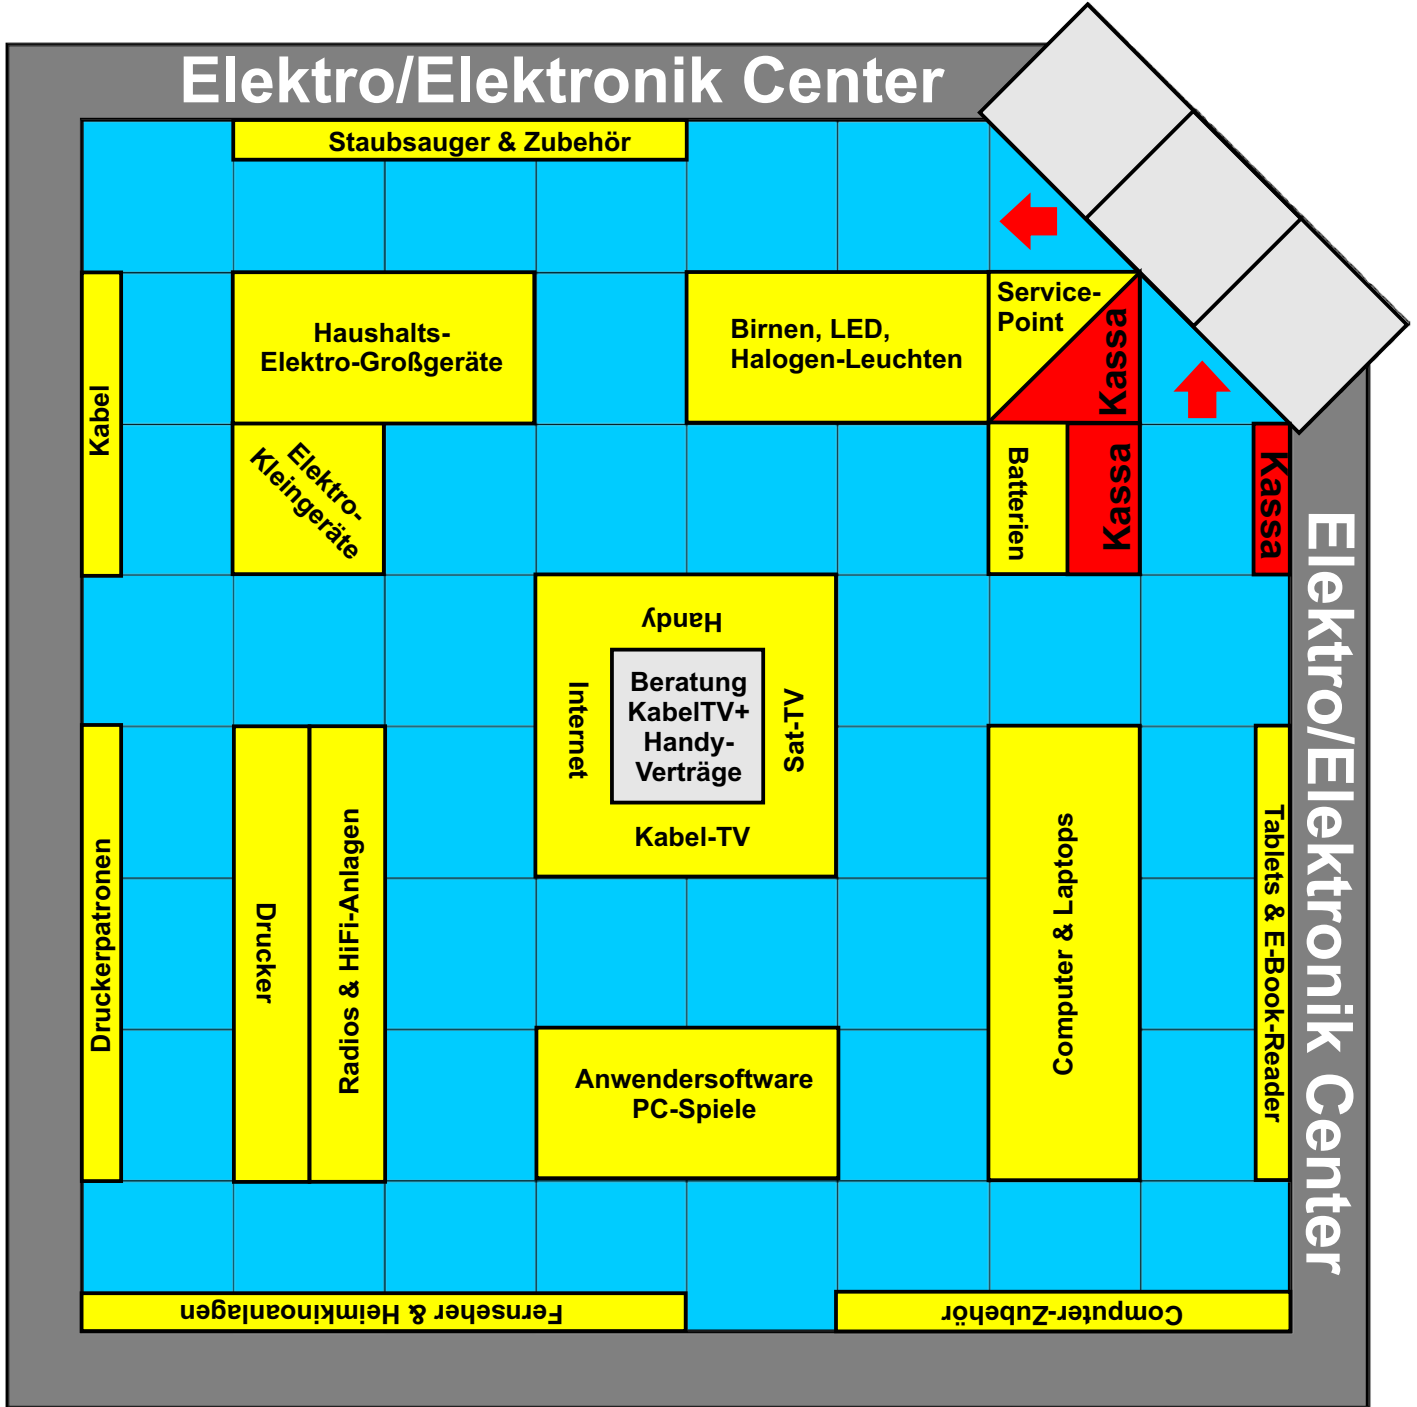 Elektro/Elektronik Center
Staubsauger & Zubehör
Haushalts-
Elektro-Großgeräte
Birnen, LED,
Halogen-Leuchten
Service-
Point
Kassa
Kabel
Elektro-
Kleingeräte
Batterien
Kassa
Kassa
Elektro/Elektronik Center
Handy
Internet
Beratung
KabelTV+
Handy-
Verträge
Sat-TV
Kabel-TV
Druckerpatronen
Drucker
Radios & HiFi-Anlagen
Computer & Laptops
Tablets & E-Book-Reader
Anwendersoftware
PC-Spiele
Fernseher & Heimkinoanlagen
Computer-Zubehör